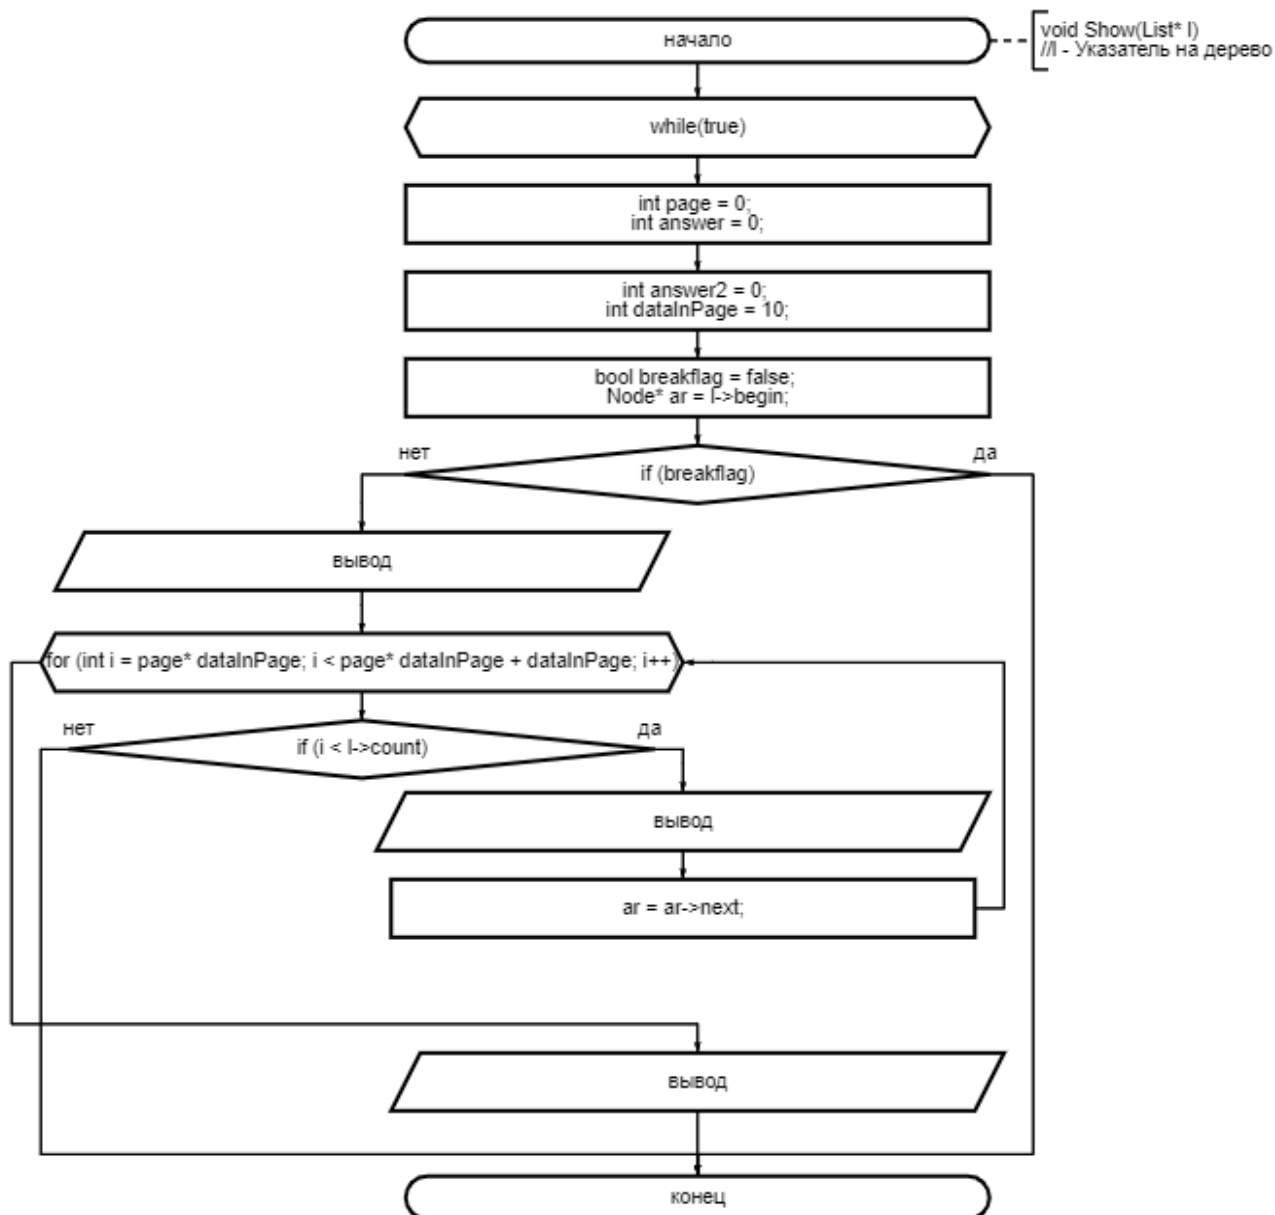 начало
void Show(List* l)
//l - Указатель на дерево
while(true)
int page = 0;
int answer = 0;
int answer2 = 0;
int dataInPage = 10;
bool breakflag = false;
Node* ar = l->begin;
нет
if (breakflag)
да
вывод
for (int i = page* dataInPage; i < page* dataInPage + dataInPage; i++)
нет
if (i < l->count)
да
вывод
ar = ar->next;
вывод
конец